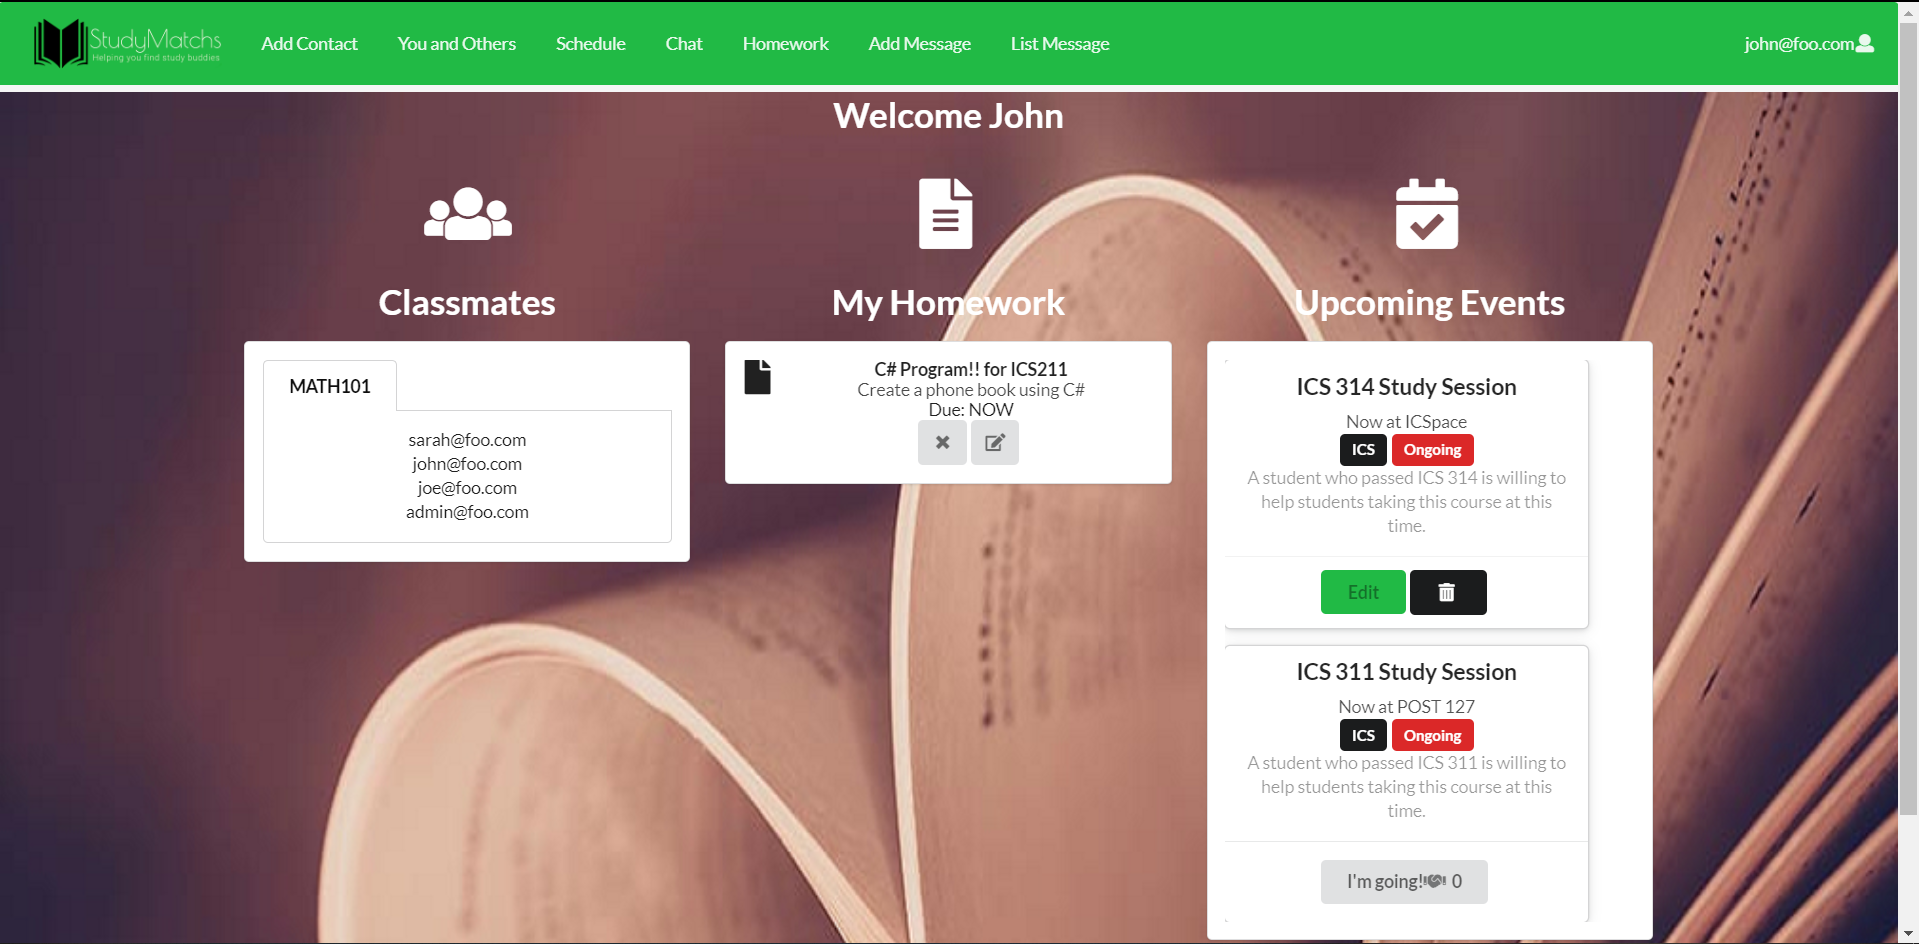 StudyMatchs
Helping you find study buddies
Add Contact
You and Others
Schedule
Chat
Homework
Add Message
List Message
john@foo.com
Welcome John
Classmates
MATH101
sarah@foo.com
john@foo.com
joe@foo.com
admin@foo.com
My Homework
C# Program!! for ICS211
Create a phone book using C#
Due: NOW
Upcoming Events
ICS 314 Study Session
Now at ICSpace
ICS Ongoing
A student who passed ICS 314 is willing to
help students taking this course at this
time.
Edit
ICS 311 Study Session
Now at POST 127
ICS Ongoing
A student who passed ICS 311 is willing to
help students taking this course at this
time.
I'm going! 0